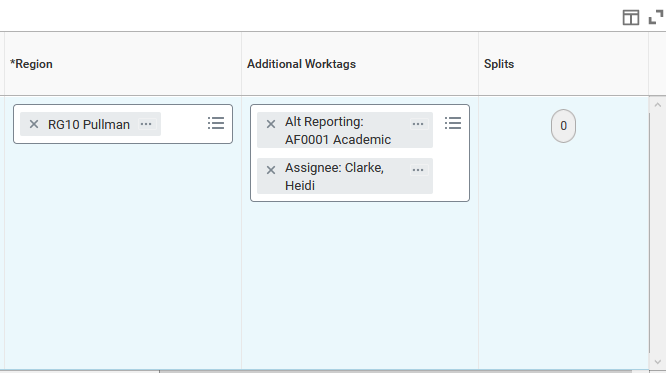 *Region
Additional Worktags
Splits
RG10 Pullman
Alt Reporting:
AF0001 Academic
Assignee: Clarke,
Heidi
0